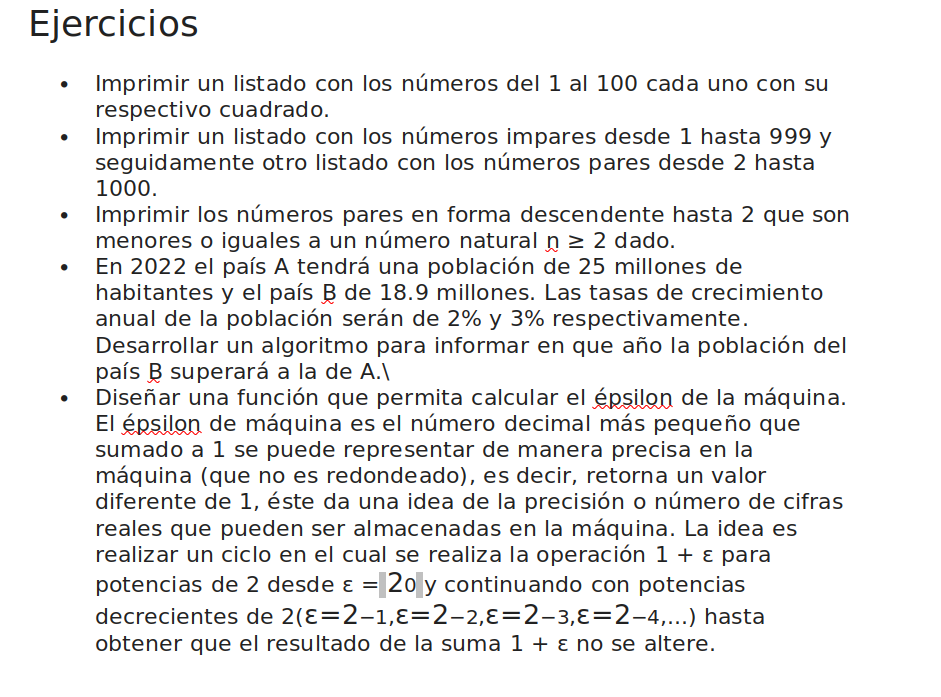 Ejercicios
• Imprimir un listado con los números del 1 al 100 cada uno con su
respectivo cuadrado.
• Imprimir un listado con los números impares desde 1 hasta 999 y
seguidamente otro listado con los números pares desde 2 hasta
1000.
• Imprimir los números pares en forma descendente hasta 2 que son
menores o iguales a un número natural n ≥ 2 dado.
• En 2022 el país A tendrá una población de 25 millones de
habitantes y el país B de 18.9 millones. Las tasas de crecimiento
anual de la población serán de 2% y 3% respectivamente.
Desarrollar un algoritmo para informar en que año la población del
país B superará a la de A.\
• Diseñar una función que permita calcular el épsilon de la máquina.
El épsilon de máquina es el número decimal más pequeño que
sumado a 1 se puede representar de manera precisa en la
máquina (que no es redondeado), es decir, retorna un valor
diferente de 1, éste da una idea de la precisión o número de cifras
reales que pueden ser almacenadas en la máquina. La idea es
realizar un ciclo en el cual se realiza la operación 1 + ε para
potencias de 2 desde ε = 20 y continuando con potencias
decrecientes de 2(ε=2−1,ε=2−2,ε=2−3,ε=2−4,...) hasta
obtener que el resultado de la suma 1 + ε no se altere.